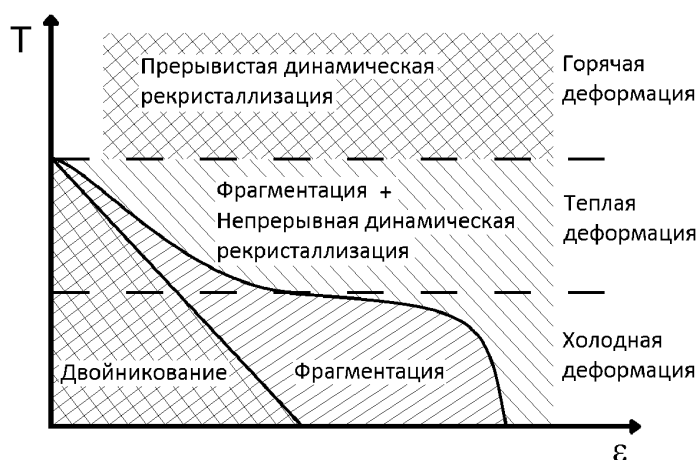 T
Прерывистая динамическая
рекристаллизация
Горячая
деформация
Фрагментация +
Непрерывная динамическая
рекристаллизация
Теплая
деформация
Двойникование
Фрагментация
Холодная
деформация
ε